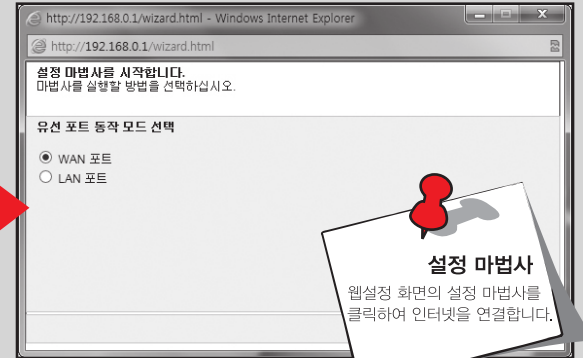 http://192.168.0.1/wizard.html - Windows Internet Explorer
http://192.168.0.1/wizard.html
설정 마법사를 시작합니다.
마법사를 실행할 방법을 선택하십시오.
유선 포트 동작 모드 선택
WAN 포트
LAN 포트
설정 마법사
웹설정 화면의 설정 마법사를
클릭하여 인터넷을 연결합니다.